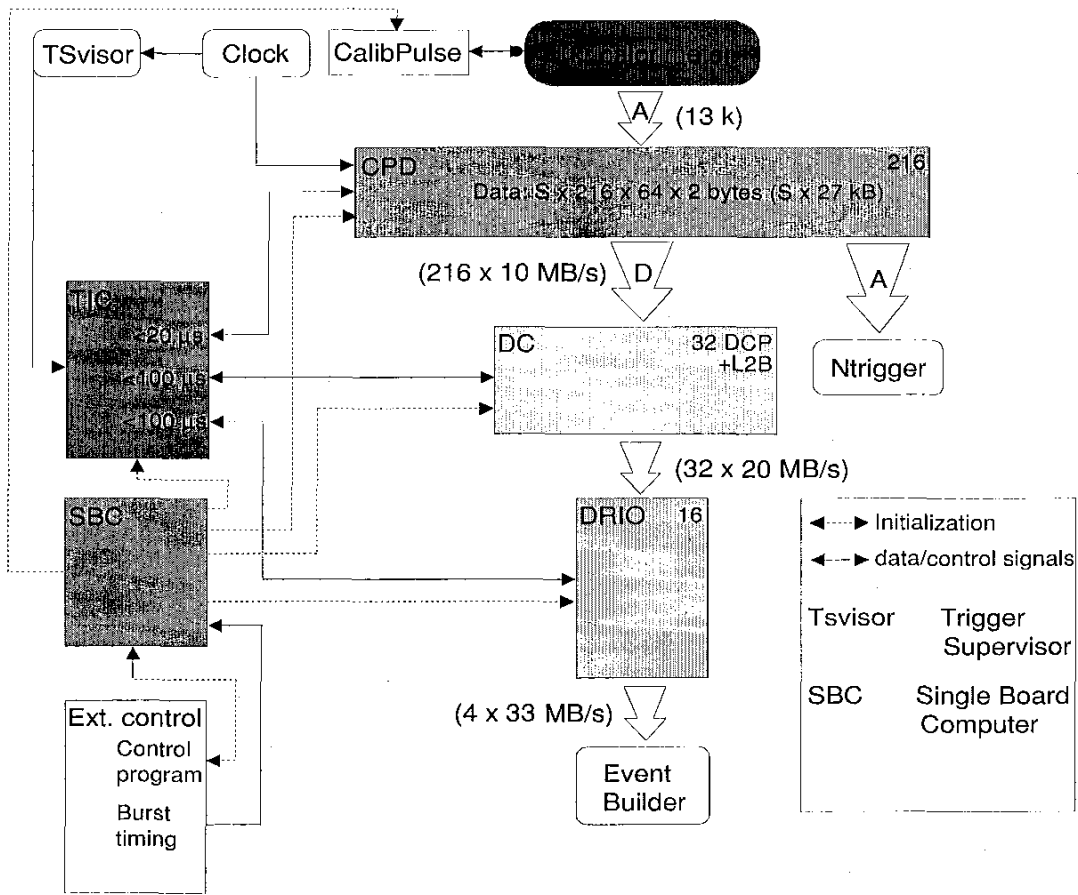 TSvisor
Clock
CalibPulse
A
(13 k)
CPD
216
Data: S x 216 x 64 x 2 bytes (S x 27 kB)
(216 x 10 MB/s)
D
A
TIC
20 µs
<100 µs
<100 µs
DC
32 DCP
+L2B
Ntrigger
(32 x 20 MB/s)
SBC
DRIO
16
Initialization
data/control signals
Tsvisor
Trigger
Supervisor
SBC
Single Board
Computer
(4 x 33 MB/s)
Ext. control
Control
program
Burst
timing
Event
Builder